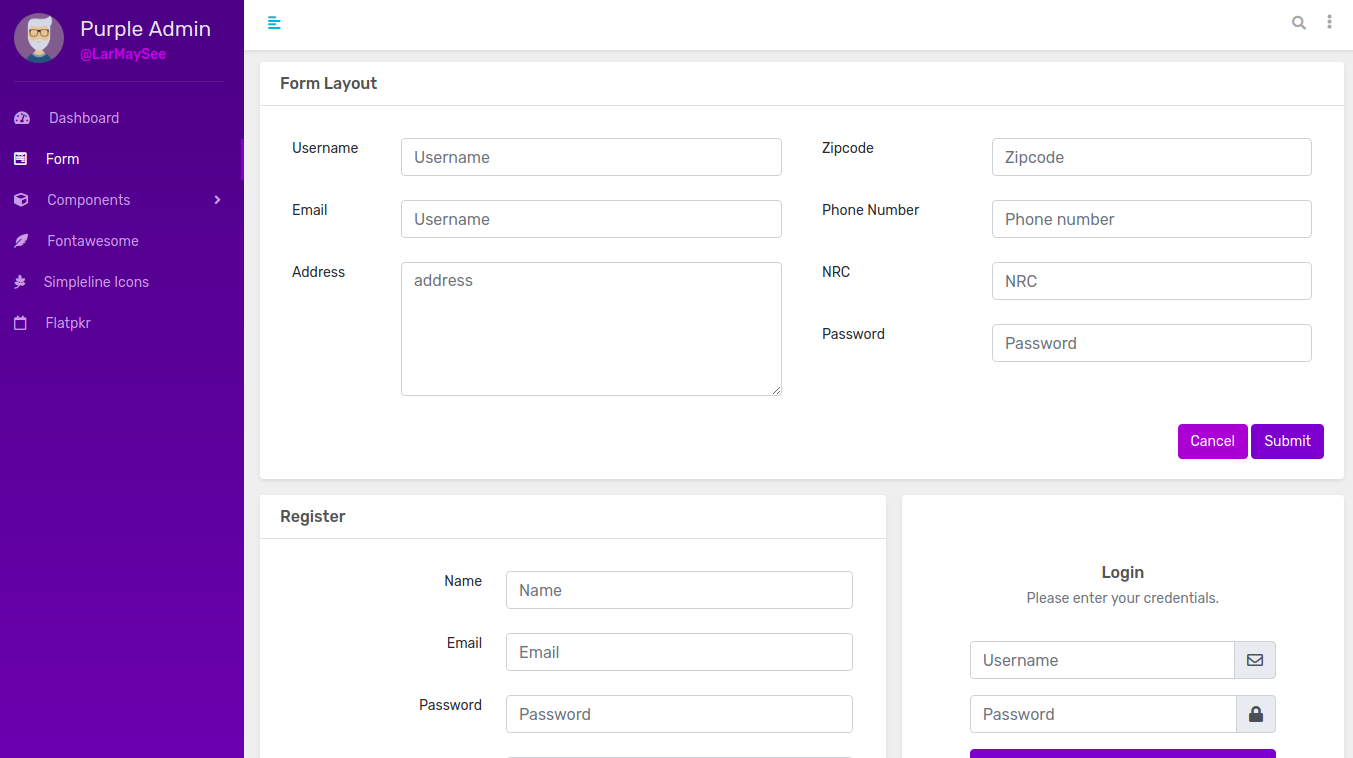 Purple Admin
@LarMaySee
Dashboard
Form
Components
Fontawesome
Simpleline Icons
Flatpkr
Form Layout
Username
Username
Zipcode
Zipcode
Email
Username
Phone Number
Phone number
Address
address
NRC
NRC
Password
Password
Cancel
Submit
Register
Name
Name
Email
Email
Password
Password
Login
Please enter your credentials.
Username
Password